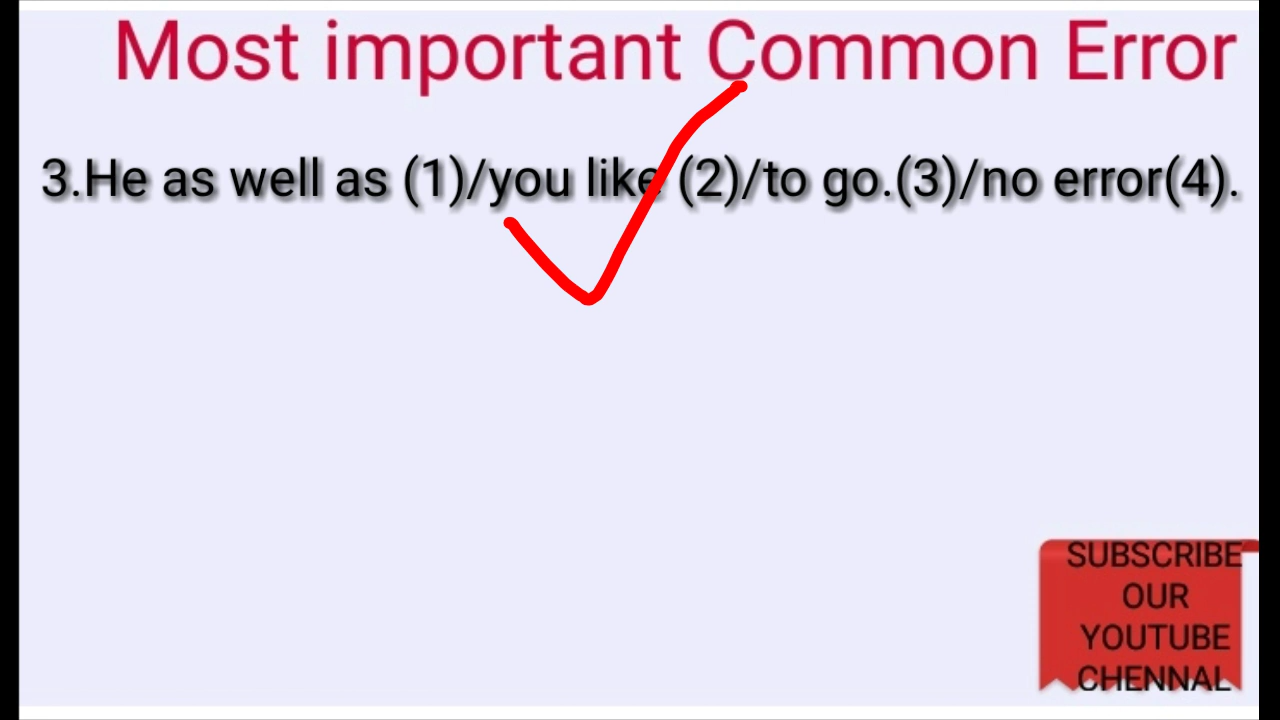 Most important Common Error
3.He as well as (1)/you like (2)/to go.(3)/no error(4).
SUBSCRIBE
OUR
YOUTUBE
CHENNAL